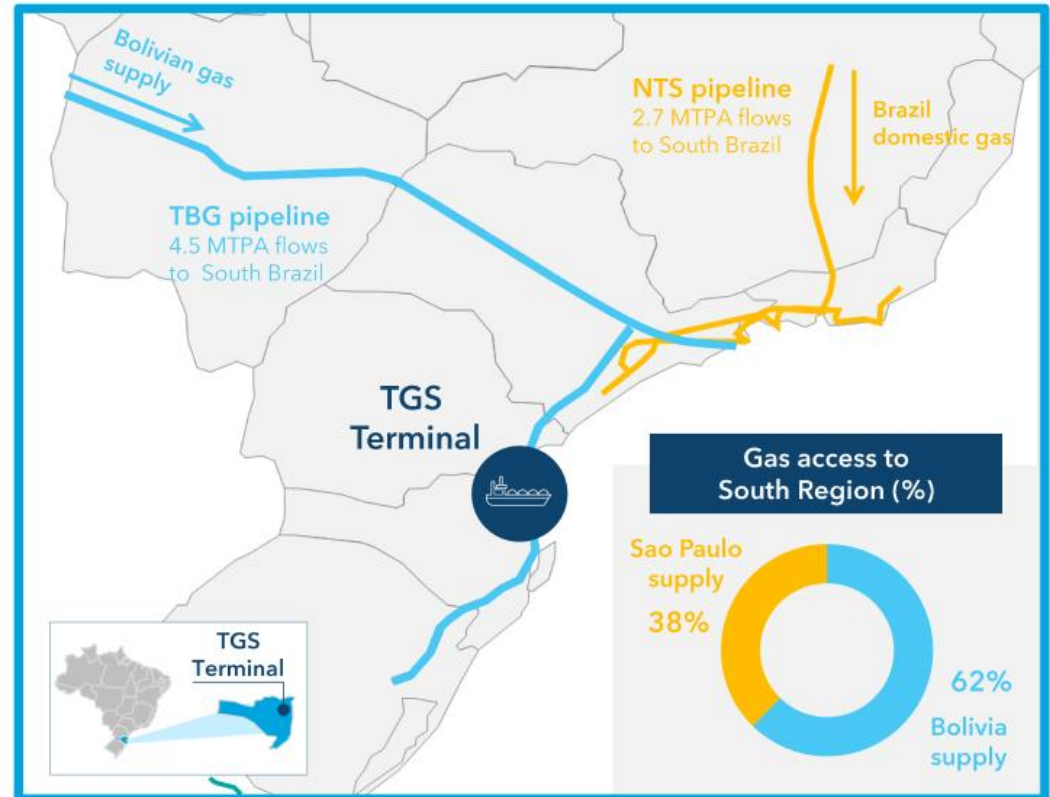 Bolivian gas
supply
NTS pipeline
2.7 MTPA flows
to South Brazil
Brazil
domestic gas
TBG pipeline
4.5 MTPA flows
to South Brazil
TGS
Terminal
Gas access to
South Region (%)
Sao Paulo
supply
38%
62%
Bolivia
supply
TGS
Terminal